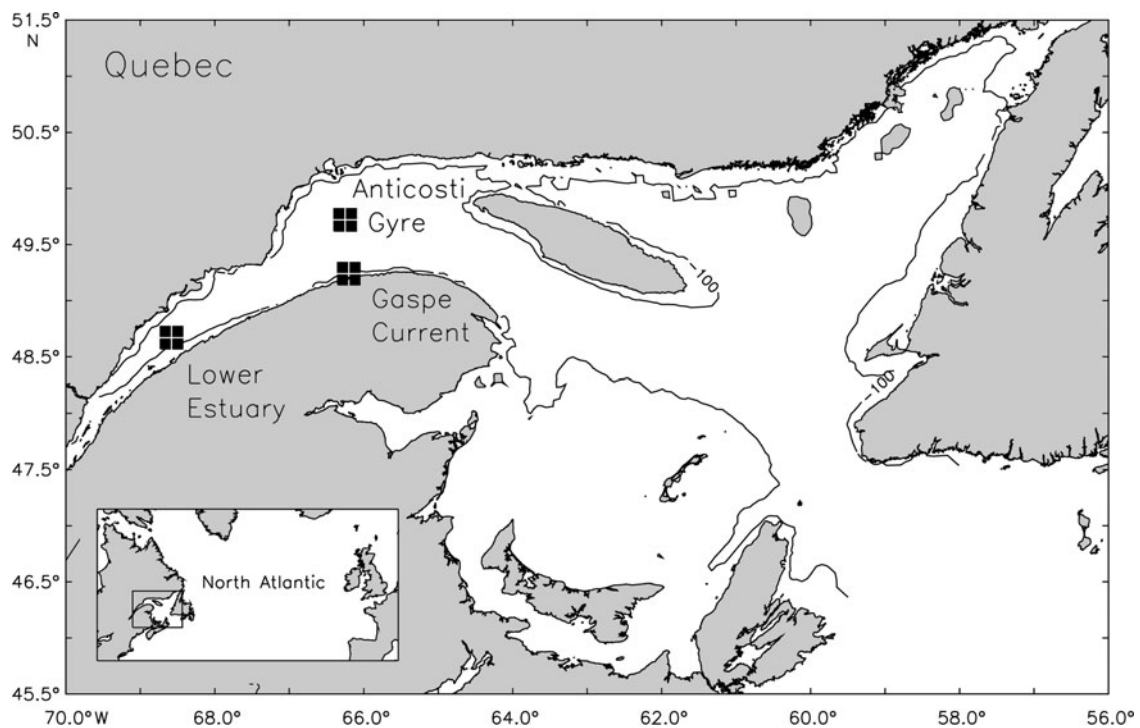 51.5°
N
Quebec
50.5°
Anticosti
Gyre
49.5°
-100
Gaspe
Current
48.5°
Lower
Estuary
-100
47.5°
North Atlantic
46.5°
45.5°
70.0°W 68.0° 66.0° 64.0° 62.0° 60.0° 58.0° 56.0°